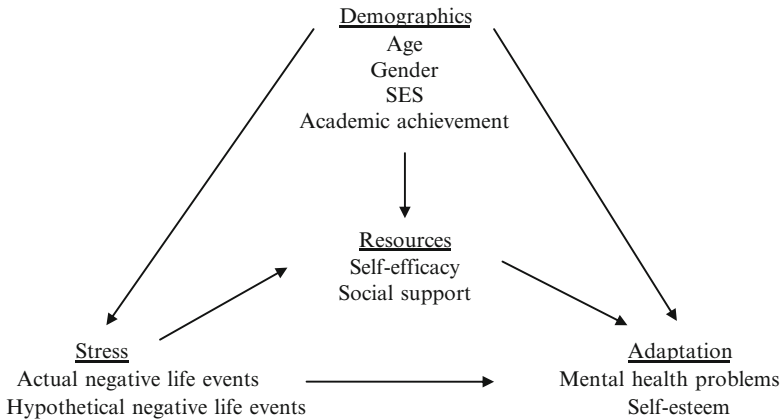 Demographics
Age
Gender
SES
Academic achievement
Resources
Self-efficacy
Social support
Stress
Actual negative life events
Hypothetical negative life events
Adaptation
Mental health problems
Self-esteem